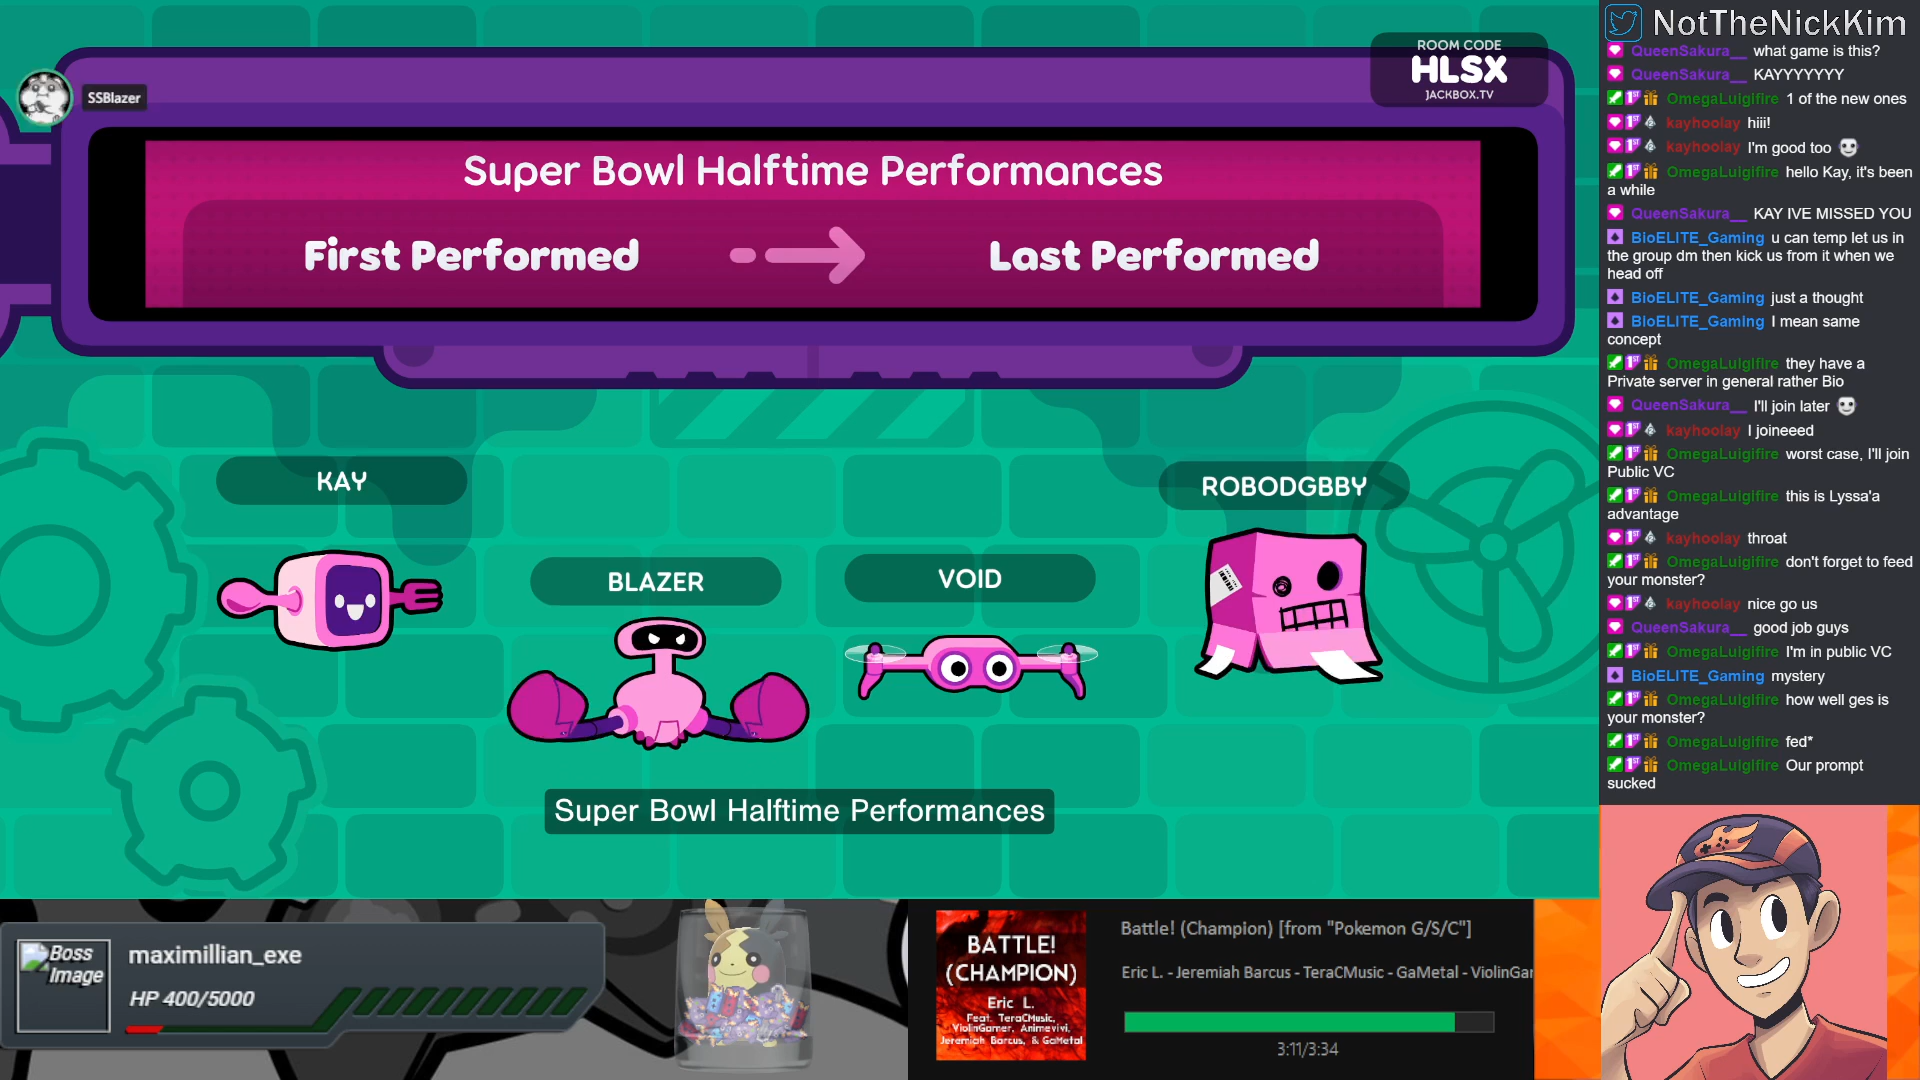 SSBlazer
ROOM CODE
HLSX
JACKBOX.TV
Super Bowl Halftime Performances
First Performed
Last Performed
KAY
BLAZER
VOID
ROBODGBBY
Super Bowl Halftime Performances
NotTheNickKim
QueenSakura__ what game is this?
QueenSakura__ KAYYYYYYY
OmegaLuigifire 1 of the new ones
kayhoolay hiii!
kayhoolay I'm good too
OmegaLuigifire hello Kay, it's been
a while
QueenSakura__ KAY IVE MISSED YOU
BioELITE_Gaming u can temp let us in
the group dm then kick us from it when we
head off
BioELITE_Gaming just a thought
BioELITE_Gaming I mean same
concept
OmegaLuigifire they have a
Private server in general rather Bio
QueenSakura__ I'll join later
kayhoolay I joineeed
OmegaLuigifire worst case, I'll join
Public VC
OmegaLuigifire this is Lyssa'a
advantage
kayhoolay throat
OmegaLuigifire don't forget to feed
your monster?
kayhoolay nice go us
QueenSakura__ good job guys
OmegaLuigifire I'm in public VC
BioELITE_Gaming mystery
OmegaLuigifire how well ges is
your monster?
OmegaLuigifire fed*
OmegaLuigifire Our prompt
sucked
Boss
Image
maximillian_exe
HP 400/5000
BATTLE!
(CHAMPION)
Eric L.
Feat. TeraCMusic,
ViolinGamer, Animevivi,
Jeremiah Barcus, & GaMetal
Battle! (Champion) [from "Pokemon G/S/C"]
Eric L. - Jeremiah Barcus - TeraCMusic - GaMetal - ViolinGar
3:11/3:34